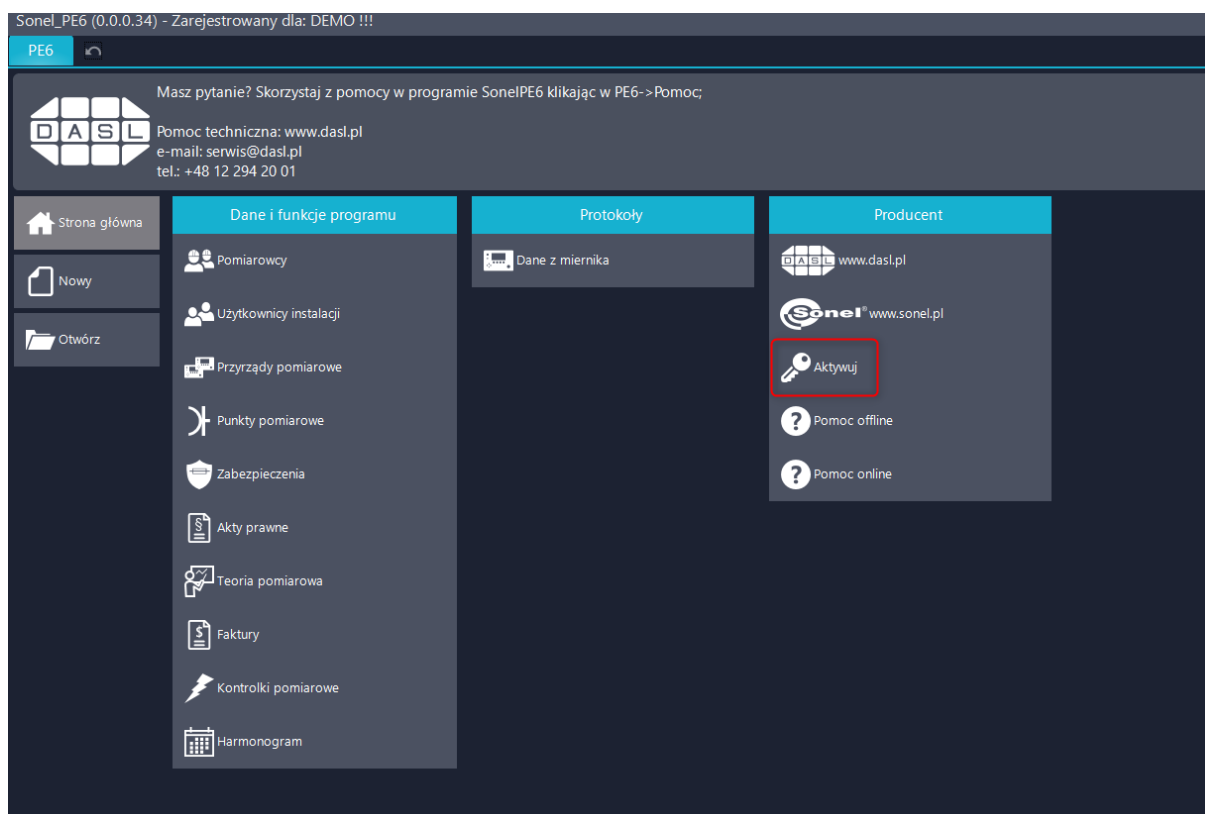 Sonel_PE6 (0.0.0.34) - Zarejestrowany dla: DEMO !!!
PE6
Masz pytanie? Skorzystaj z pomocy w programie SonelPE6 klikając w PE6->Pomoc;
DASL
Pomoc techniczna: www.dasl.pl
e-mail: serwis@dasl.pl
tel.: +48 12 294 20 01
Strona główna
Nowy
Otwórz
Dane i funkcje programu
Pomiarowcy
Użytkownicy instalacji
Przyrządy pomiarowe
Punkty pomiarowe
Zabezpieczenia
Akty prawne
Teoria pomiarowa
Faktury
Kontrolki pomiarowe
Harmonogram
Protokoły
Dane z miernika
Producent
DASL www.dasl.pl
Sonel® www.sonel.pl
Aktywuj
? Pomoc offline
? Pomoc online